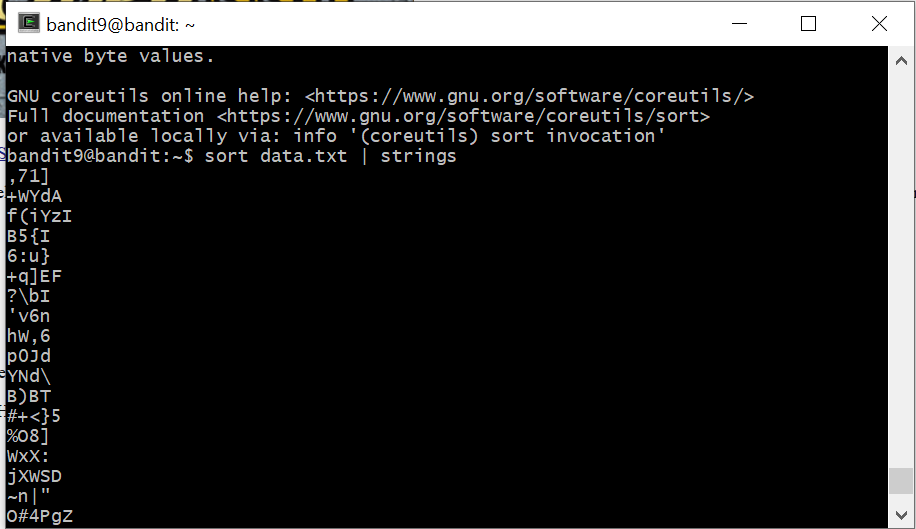 bandit9@bandit: ~
native byte values.
GNU coreutils online help: <https://www.gnu.org/software/coreutils/>
Full documentation <https://www.gnu.org/software/coreutils/sort>
or available locally via: info '(coreutils) sort invocation'
bandit9@bandit:~$ sort data.txt | strings
,71]
+WYdA
f(iYzI
B5{I
6:u}
+q]EF
?\bI
'v6n
hW,6
pOJd
YNd\
B)BT
#+<}5
%O8]
WxX:
jXWSD
~n|"
O#4PgZ